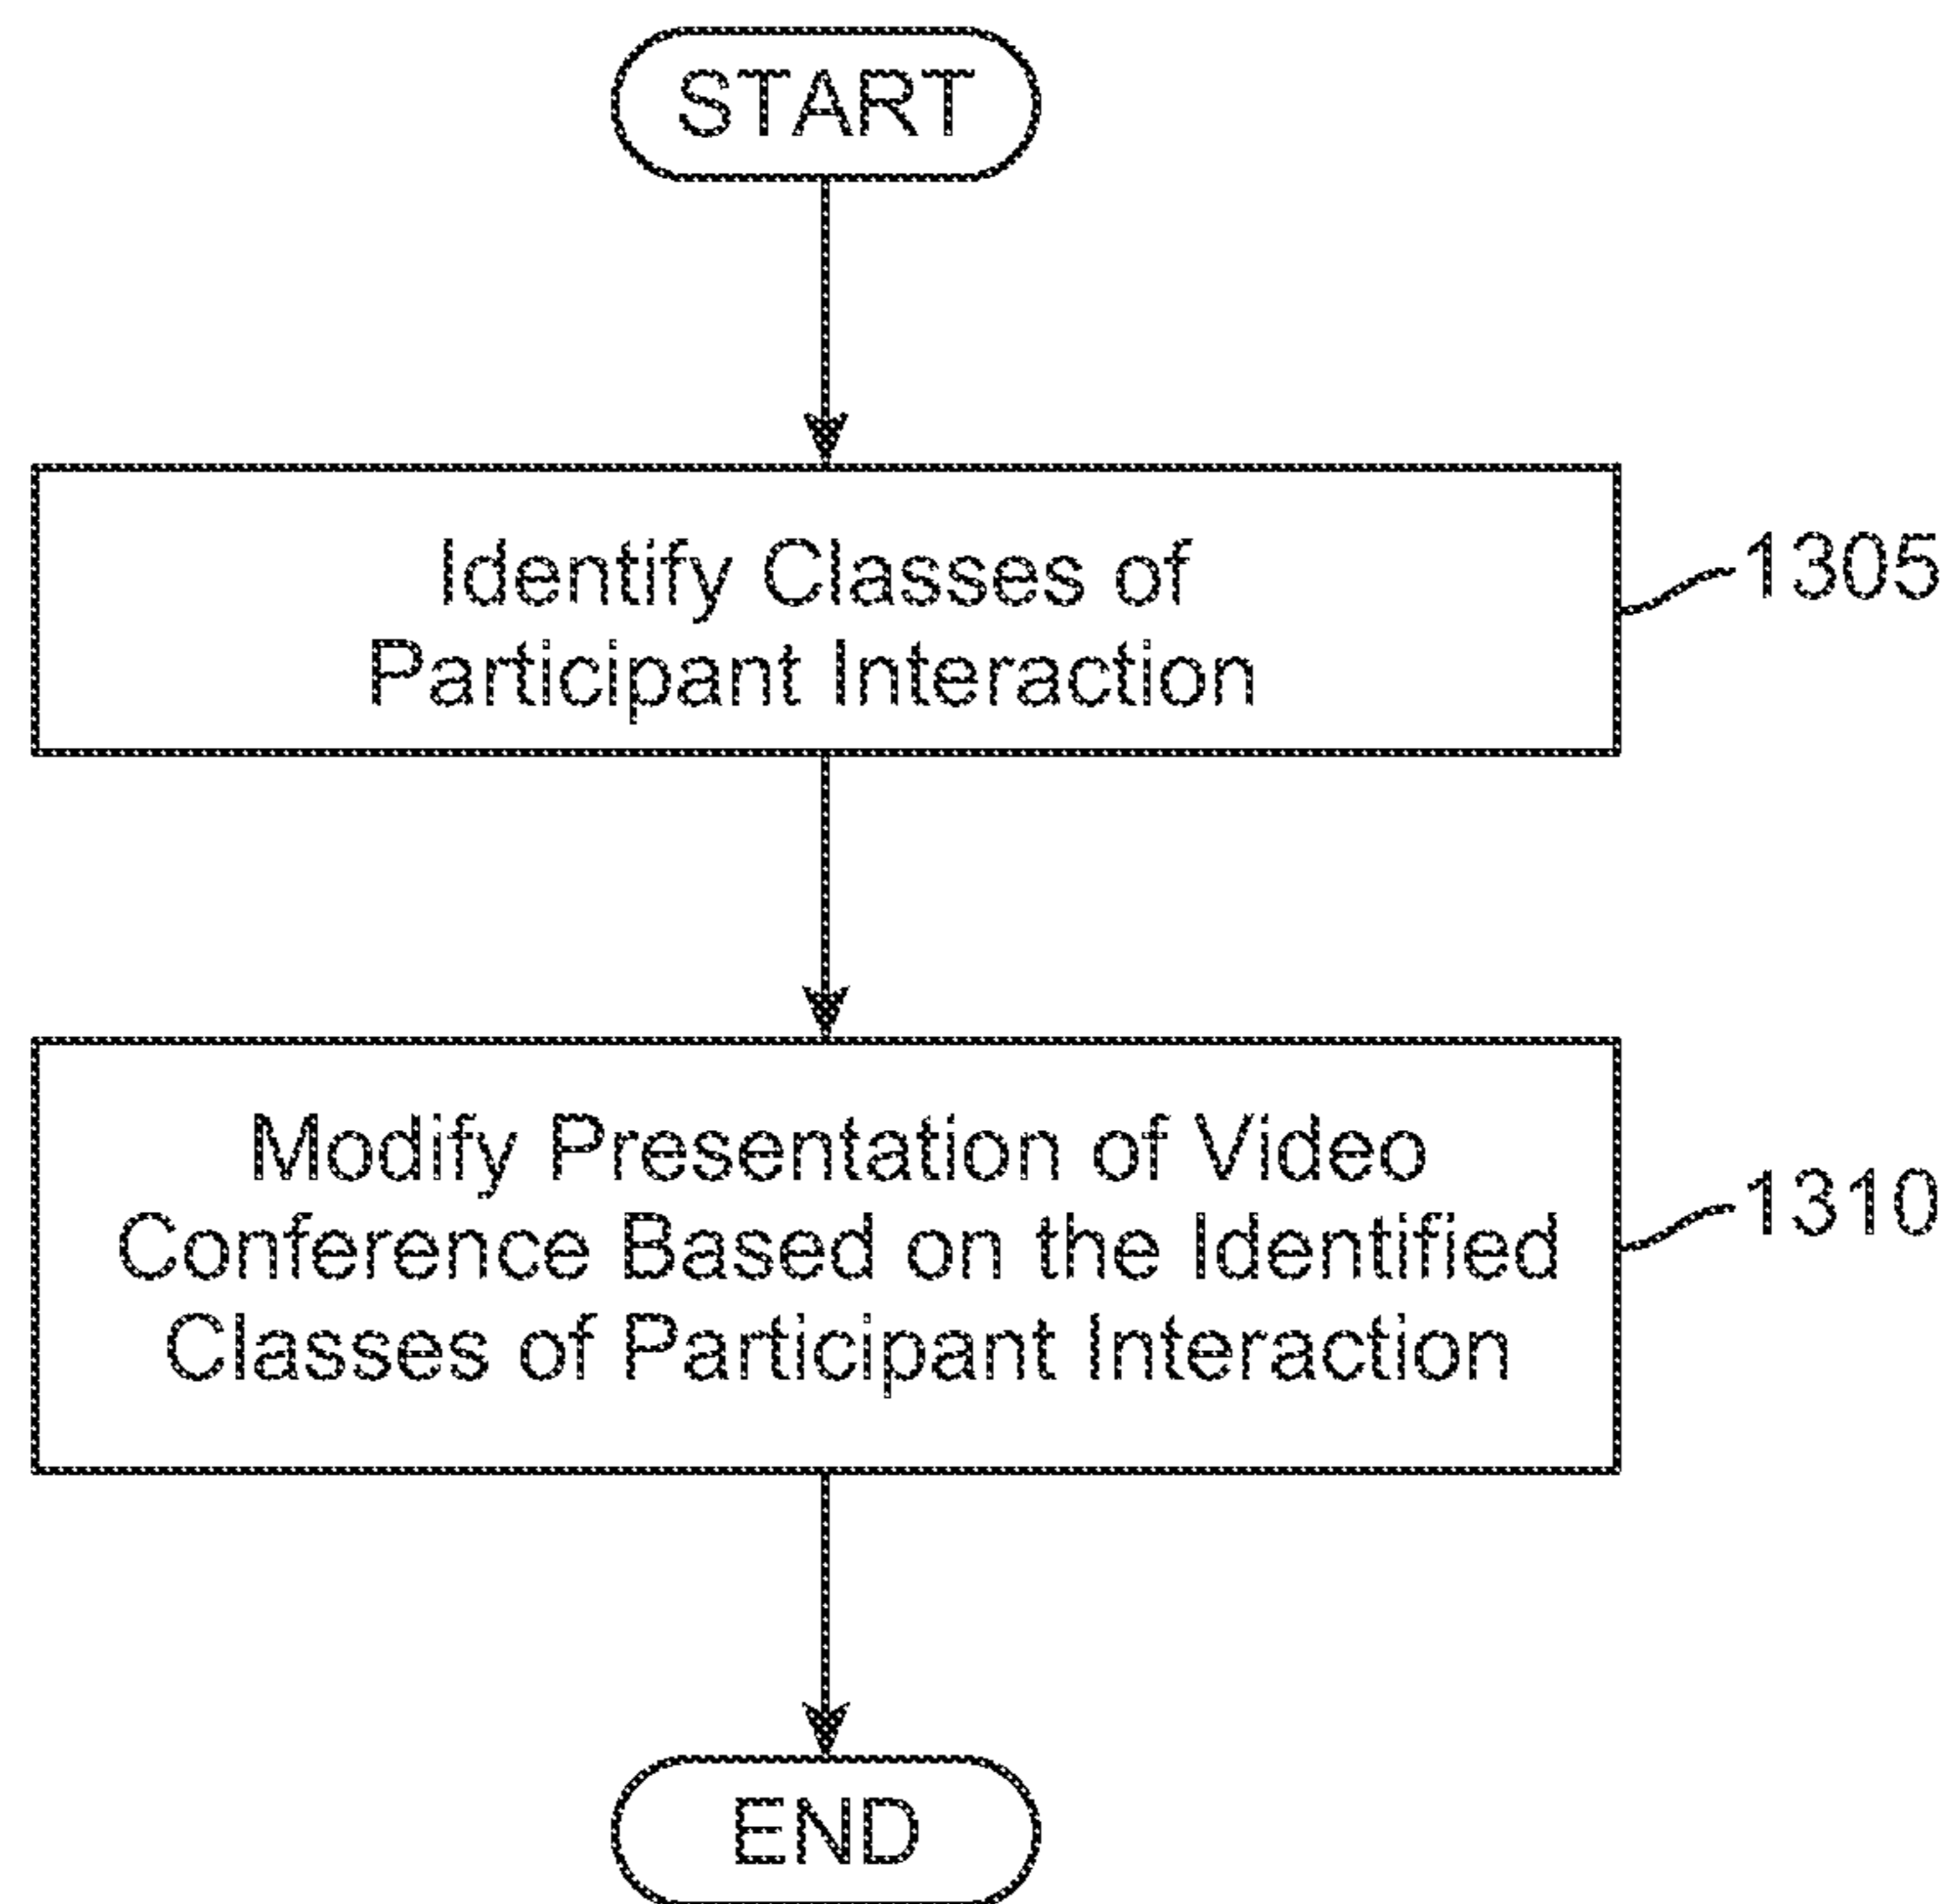 START
Identify Classes of
Participant Interaction
1305
Modify Presentation of Video
Conference Based on the Identified
Classes of Participant Interaction
1310
END